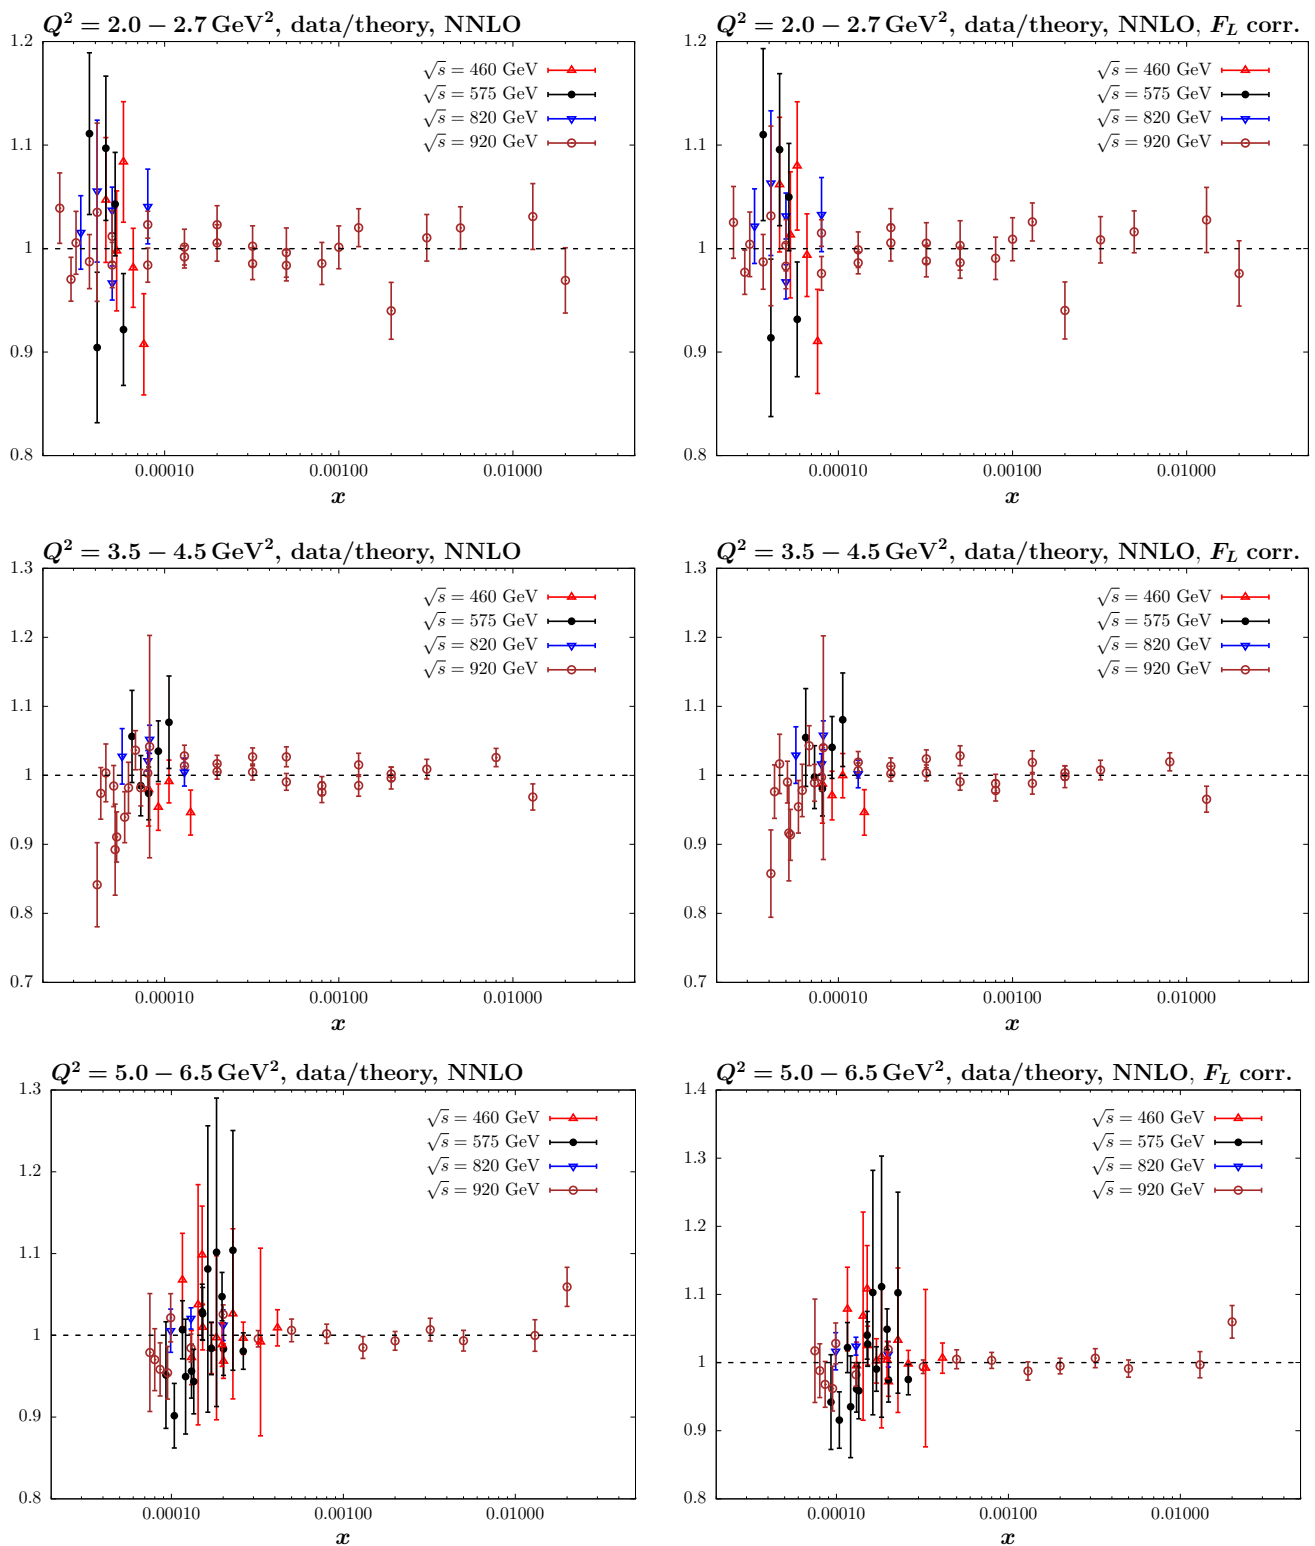 Q² = 2.0 − 2.7 GeV², data/theory, NNLO
1.2
√s = 460 GeV
√s = 575 GeV
√s = 820 GeV
√s = 920 GeV
1.1
1
0.9
0.8
0.00010 0.00100 0.01000
x
Q² = 2.0 − 2.7 GeV², data/theory, NNLO, F_L corr.
1.2
√s = 460 GeV
√s = 575 GeV
√s = 820 GeV
√s = 920 GeV
1.1
1
0.9
0.8
0.00010 0.00100 0.01000
x
Q² = 3.5 − 4.5 GeV², data/theory, NNLO
1.3
√s = 460 GeV
√s = 575 GeV
√s = 820 GeV
√s = 920 GeV
1.2
1.1
1
0.9
0.8
0.7
0.00010 0.00100 0.01000
x
Q² = 3.5 − 4.5 GeV², data/theory, NNLO, F_L corr.
1.3
√s = 460 GeV
√s = 575 GeV
√s = 820 GeV
√s = 920 GeV
1.2
1.1
1
0.9
0.8
0.7
0.00010 0.00100 0.01000
x
Q² = 5.0 − 6.5 GeV², data/theory, NNLO
1.3
√s = 460 GeV
√s = 575 GeV
√s = 820 GeV
√s = 920 GeV
1.2
1.1
1
0.9
0.8
0.00010 0.00100 0.01000
x
Q² = 5.0 − 6.5 GeV², data/theory, NNLO, F_L corr.
1.4
√s = 460 GeV
√s = 575 GeV
√s = 820 GeV
√s = 920 GeV
1.3
1.2
1.1
1
0.9
0.8
0.00010 0.00100 0.01000
x